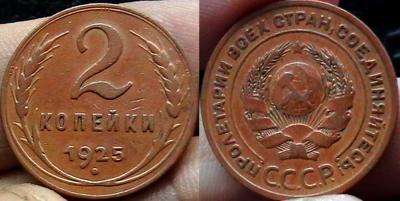 2
КОПЕЙКИ
1925
ПРОЛЕТАРИИ ВСЕХ СТРАН, СОЕДИНЯЙТЕСЬ!
С.С.С.Р.